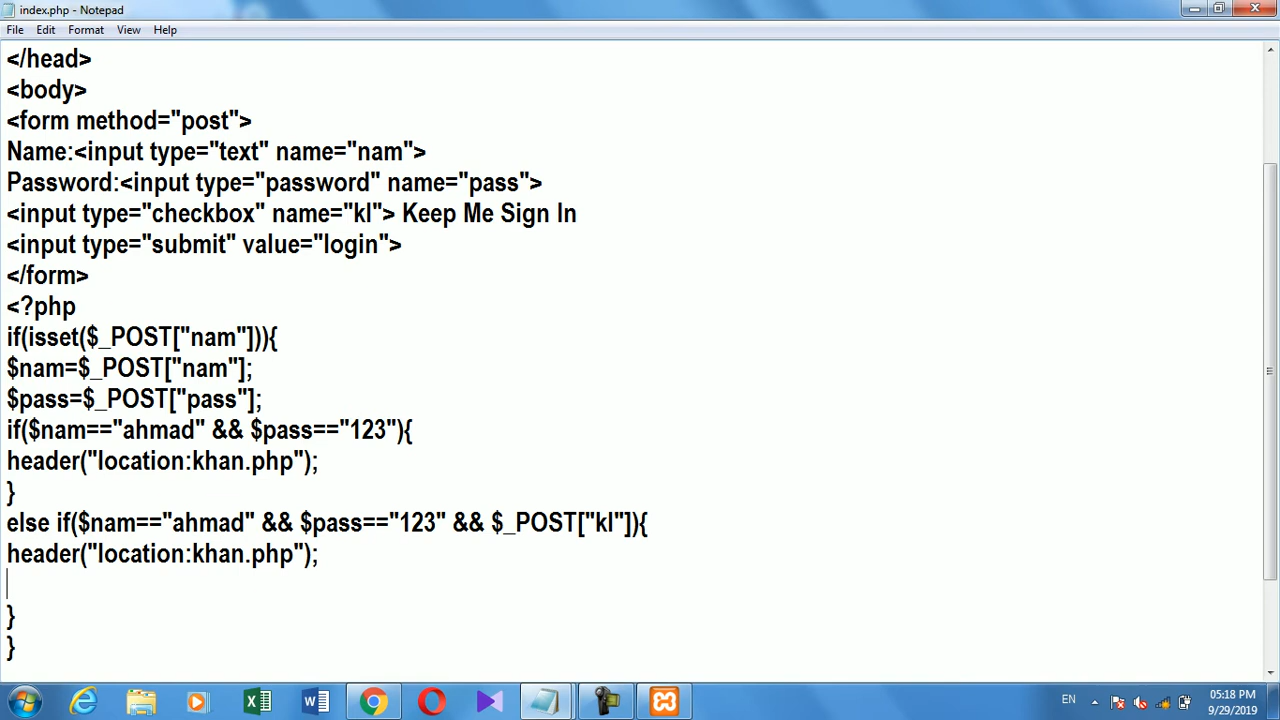 index.php - Notepad
File Edit Format View Help
</head>
<body>
<form method="post">
Name:<input type="text" name="nam">
Password:<input type="password" name="pass">
<input type="checkbox" name="kl"> Keep Me Sign In
<input type="submit" value="login">
</form>
<?php
if(isset($_POST["nam"])){
$nam=$_POST["nam"];
$pass=$_POST["pass"];
if($nam=="ahmad" && $pass=="123"){
header("location:khan.php");
}
else if($nam=="ahmad" && $pass=="123" && $_POST["kl"]){
header("location:khan.php");
}
}
EN
05:18 PM
9/29/2019